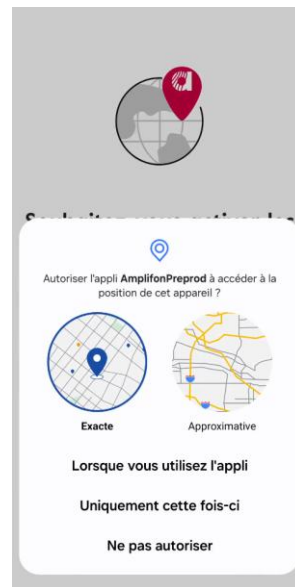 Autoriser l'appli AmplifonPreprod à accéder à la
position de cet appareil ?
Exacte
Approximative
Lorsque vous utilisez l'appli
Uniquement cette fois-ci
Ne pas autoriser